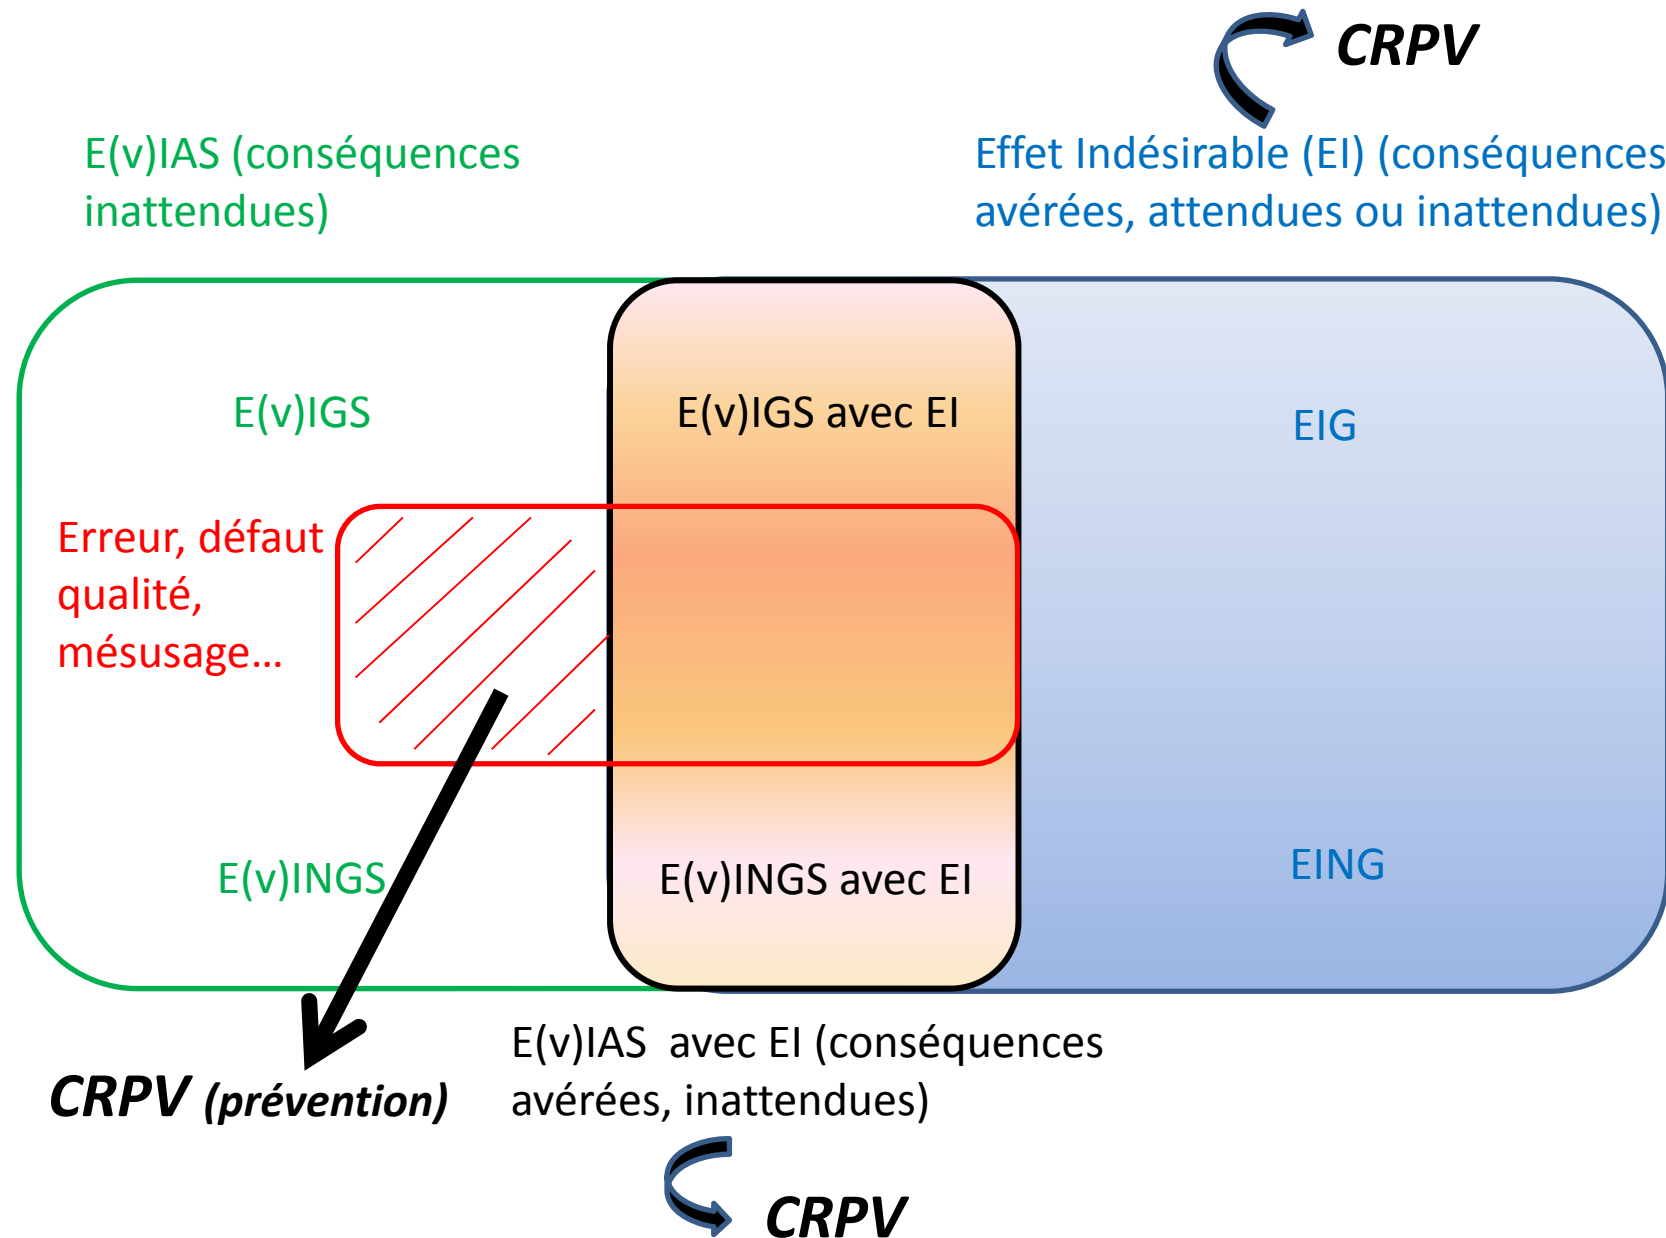 CRPV
E(v)IAS (conséquences
inattendues)
Effet Indésirable (EI) (conséquences
avérées, attendues ou inattendues)
E(v)IGS
E(v)IGS avec EI
EIG
Erreur, défaut
qualité,
mésusage…
E(v)INGS
E(v)INGS avec EI
EING
E(v)IAS  avec EI (conséquences
avérées, inattendues)
CRPV (prévention)
CRPV